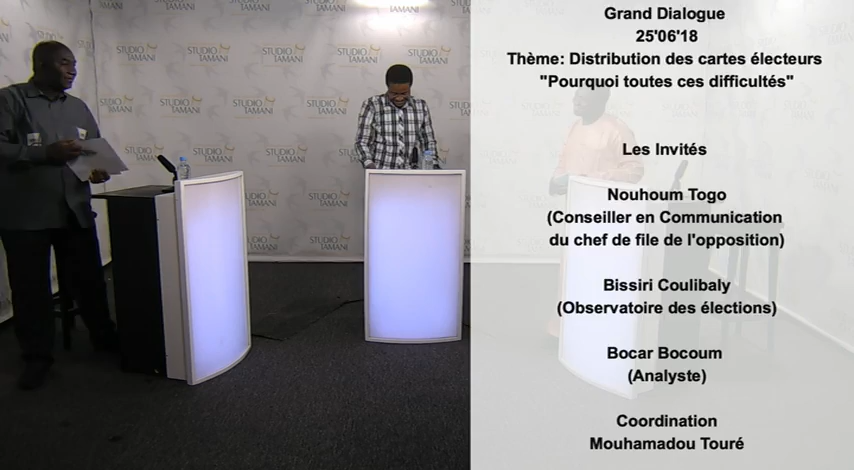 Grand Dialogue
25'06'18
Thème: Distribution des cartes électeurs
"Pourquoi toutes ces difficultés"
Les Invités
Nouhoum Togo
(Conseiller en Communication
du chef de file de l'opposition)
Bissiri Coulibaly
(Observatoire des élections)
Bocar Bocoum
(Analyste)
Coordination
Mouhamadou Touré
STUDIO
TAMANI